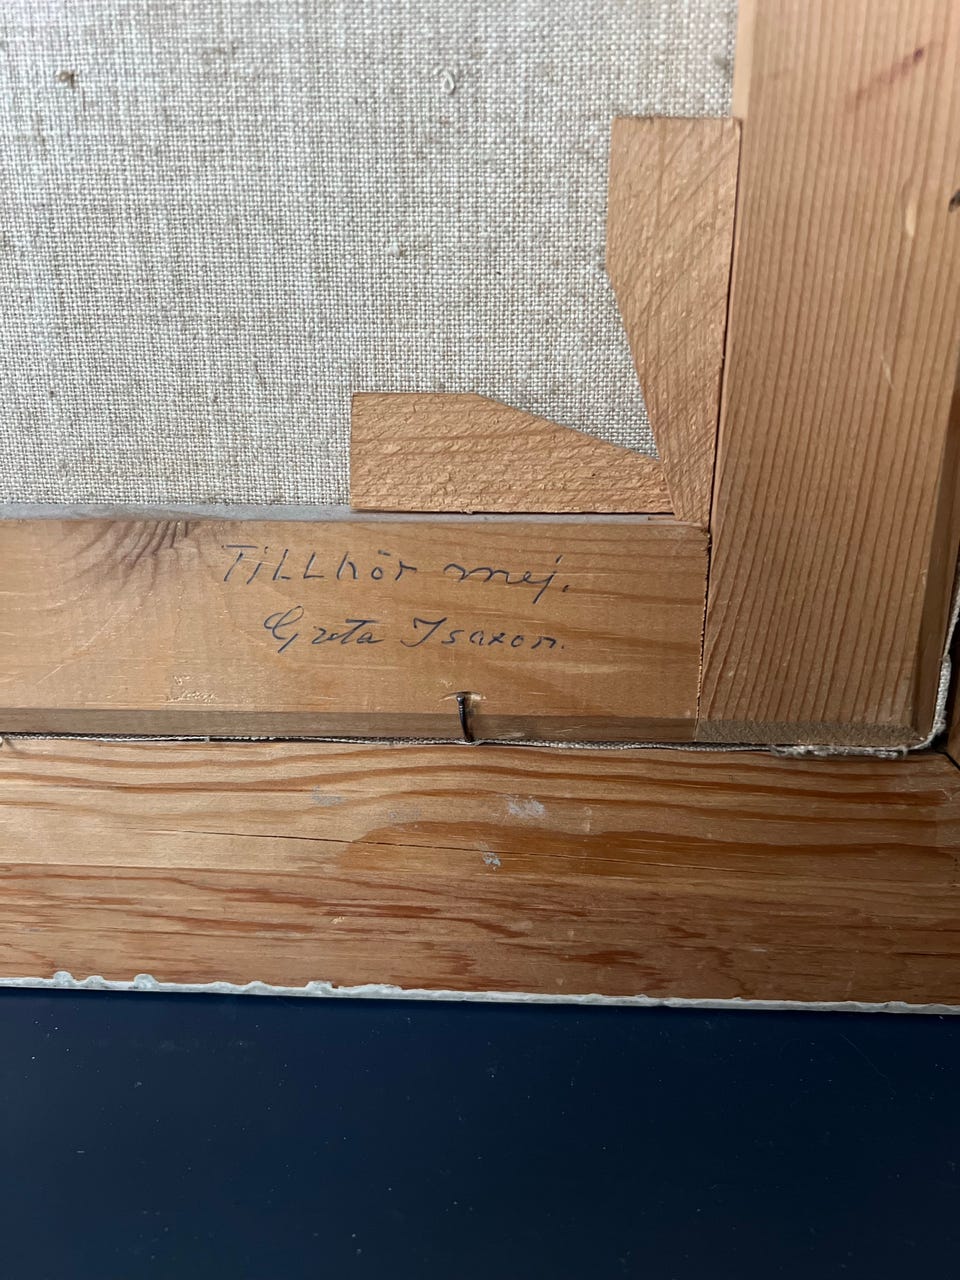 Tillhör mej.
Greta Isaxon.